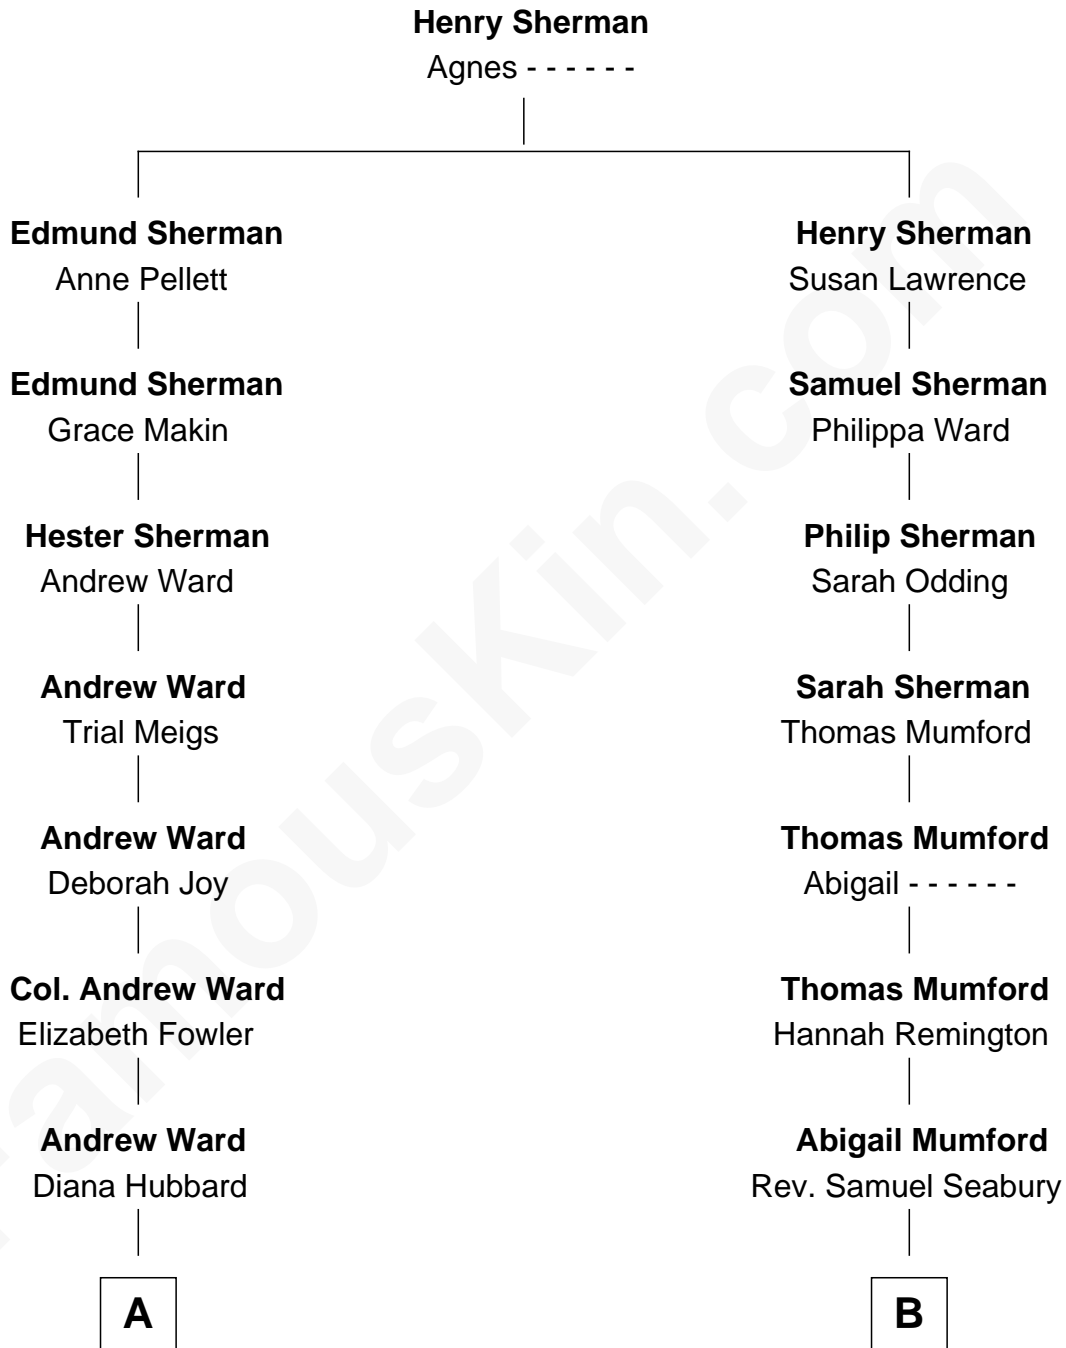 Henry Sherman
Agnes - - - - - -
Edmund Sherman
Anne Pellett
Henry Sherman
Susan Lawrence
Edmund Sherman
Grace Makin
Samuel Sherman
Philippa Ward
Hester Sherman
Andrew Ward
Philip Sherman
Sarah Odding
Andrew Ward
Trial Meigs
Sarah Sherman
Thomas Mumford
Andrew Ward
Deborah Joy
Thomas Mumford
Abigail - - - - - -
Col. Andrew Ward
Elizabeth Fowler
Thomas Mumford
Hannah Remington
Andrew Ward
Diana Hubbard
Abigail Mumford
Rev. Samuel Seabury
A
B
FamousKin.com